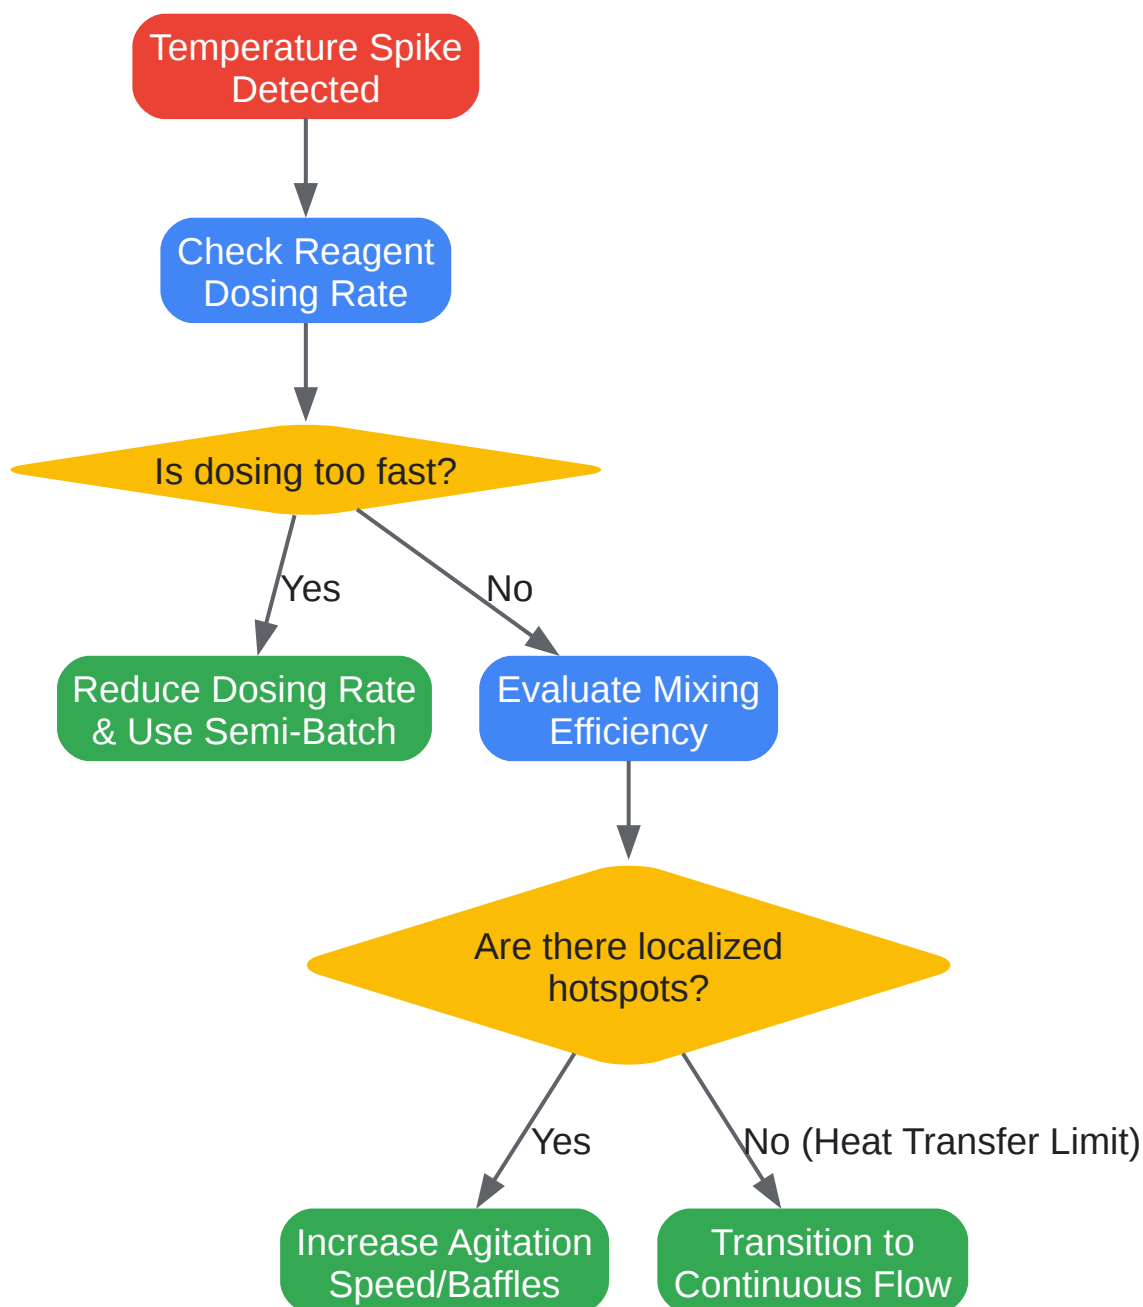 Temperature Spike
Detected
Check Reagent
Dosing Rate
Is dosing too fast?
Yes
No
Reduce Dosing Rate
& Use Semi-Batch
Evaluate Mixing
Efficiency
Are there localized
hotspots?
Yes
No (Heat Transfer Limit)
Increase Agitation
Speed/Baffles
Transition to
Continuous Flow